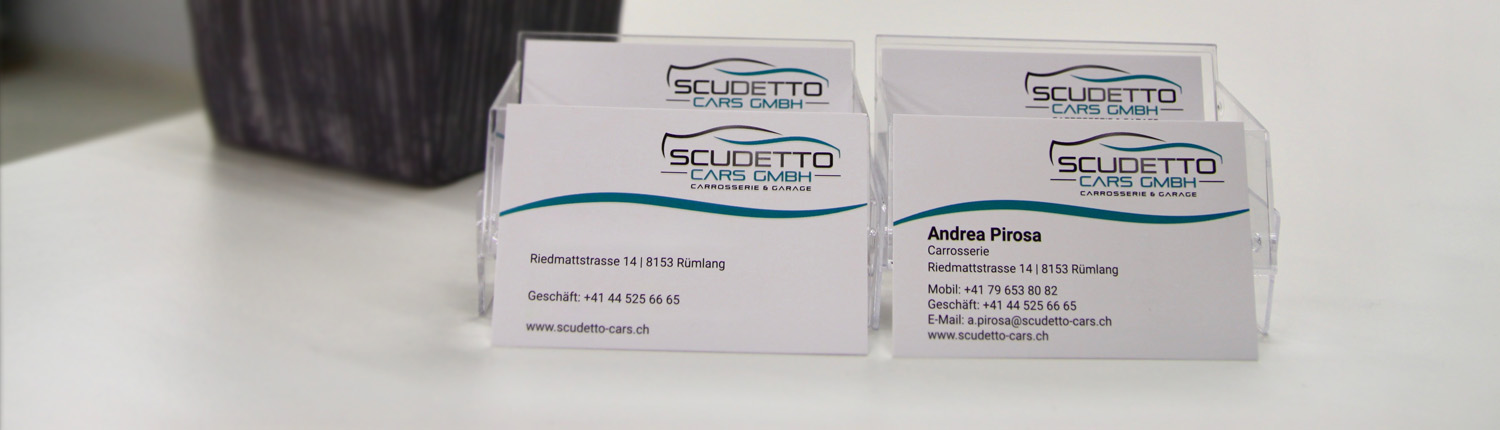 SCUDETTO
CARS GMBH
SCUDETTO
CARS GMBH
CARROSSERIE & GARAGE
Riedmattstrasse 14 | 8153 Rümlang
Geschäft: +41 44 525 66 65
www.scudetto-cars.ch
SCUDETTO
CARS GMBH
SCUDETTO
CARS GMBH
CARROSSERIE & GARAGE
Andrea Pirosa
Carrosserie
Riedmattstrasse 14 | 8153 Rümlang
Mobil: +41 79 653 80 82
Geschäft: +41 44 525 66 65
E-Mail: a.pirosa@scudetto-cars.ch
www.scudetto-cars.ch